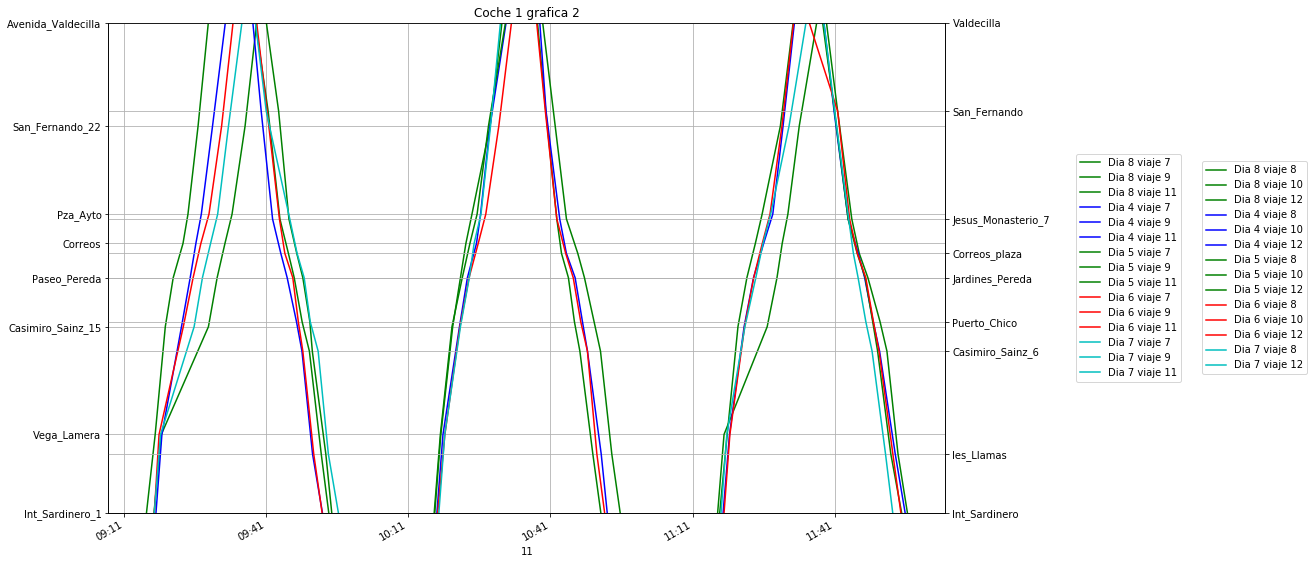 Coche 1 grafica 2
Avenida_Valdecilla
San_Fernando_22
Pza_Ayto
Correos
Paseo_Pereda
Casimiro_Sainz_15
Vega_Lamera
Int_Sardinero_1
Valdecilla
San_Fernando
Jesus_Monasterio_7
Correos_plaza
Jardines_Pereda
Puerto_Chico
Casimiro_Sainz_6
Ies_Llamas
Int_Sardinero
09:11
09:41
10:11
10:41
11:11
11:41
11
Dia 8 viaje 7
Dia 8 viaje 9
Dia 8 viaje 11
Dia 4 viaje 7
Dia 4 viaje 9
Dia 4 viaje 11
Dia 5 viaje 7
Dia 5 viaje 9
Dia 5 viaje 11
Dia 6 viaje 7
Dia 6 viaje 9
Dia 6 viaje 11
Dia 7 viaje 7
Dia 7 viaje 9
Dia 7 viaje 11
Dia 8 viaje 8
Dia 8 viaje 10
Dia 8 viaje 12
Dia 4 viaje 8
Dia 4 viaje 10
Dia 4 viaje 12
Dia 5 viaje 8
Dia 5 viaje 10
Dia 5 viaje 12
Dia 6 viaje 8
Dia 6 viaje 10
Dia 6 viaje 12
Dia 7 viaje 8
Dia 7 viaje 12